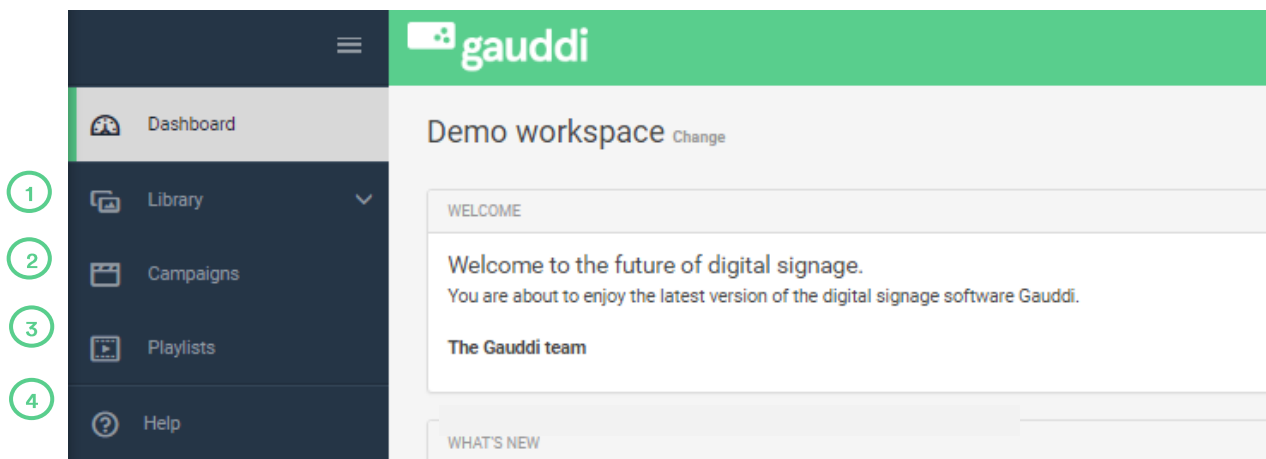 gauddi
Dashboard
Demo workspace Change
1 Library
WELCOME
2 Campaigns
Welcome to the future of digital signage.
You are about to enjoy the latest version of the digital signage software Gauddi.
3 Playlists
The Gauddi team
4 Help
WHAT'S NEW